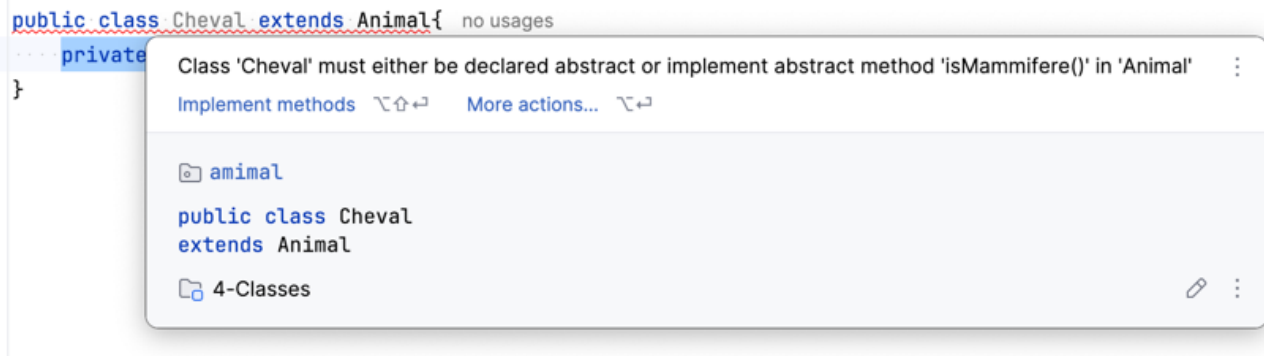 public class Cheval extends Animal{ no usages
private
}
Class 'Cheval' must either be declared abstract or implement abstract method 'isMammifere()' in 'Animal'
Implement methods ⌥⇧⏎ More actions... ⌥⏎
amimal
public class Cheval
extends Animal
4-Classes